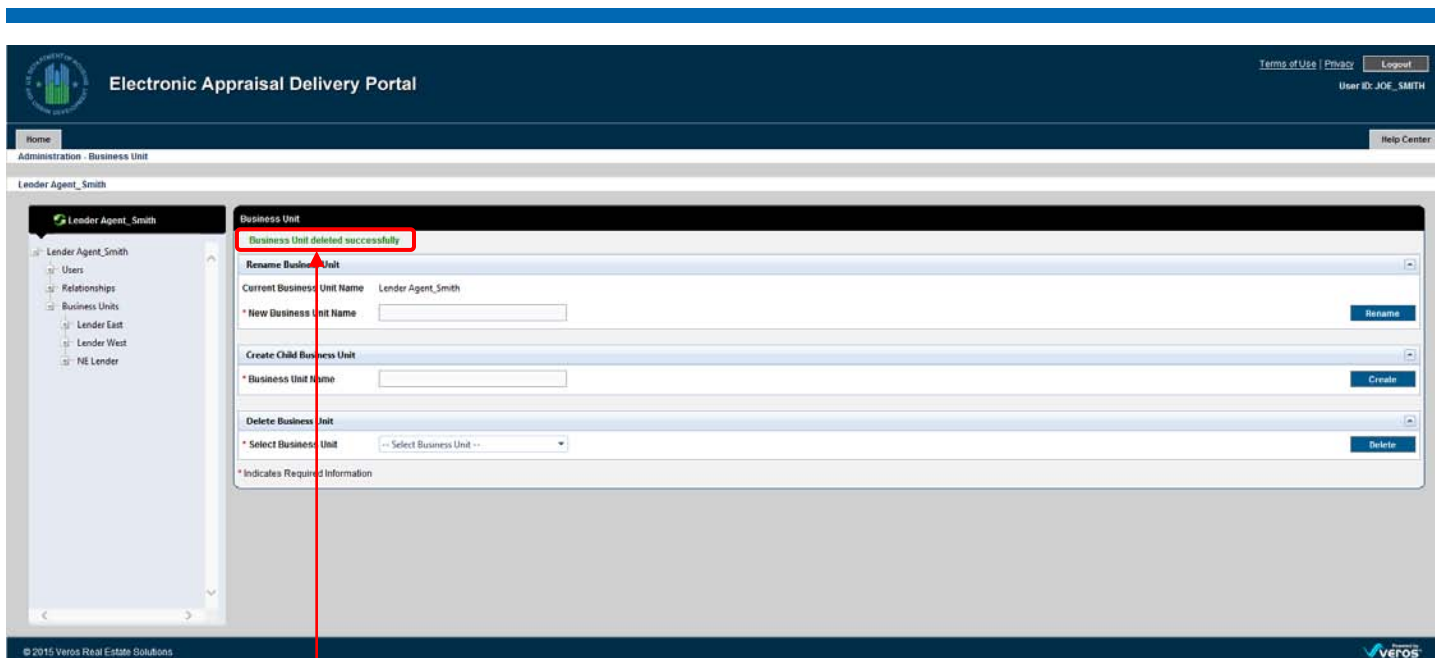 Terms of Use | Privacy Logout
Electronic Appraisal Delivery Portal
User ID: JOE_SMITH
Home
Help Center
Administration - Business Unit
Lender Agent_Smith
Lender Agent_Smith
Lender Agent_Smith
Users
Relationships
Business Units
Lender East
Lender West
NE Lender
Business Unit
Business Unit deleted successfully
Rename Business Unit
Current Business Unit Name Lender Agent_Smith
* New Business Unit Name Rename
Create Child Business Unit
* Business Unit Name Create
Delete Business Unit
* Select Business Unit -- Select Business Unit -- Delete
* Indicates Required Information
© 2015 Veros Real Estate Solutions
Powered by
veros